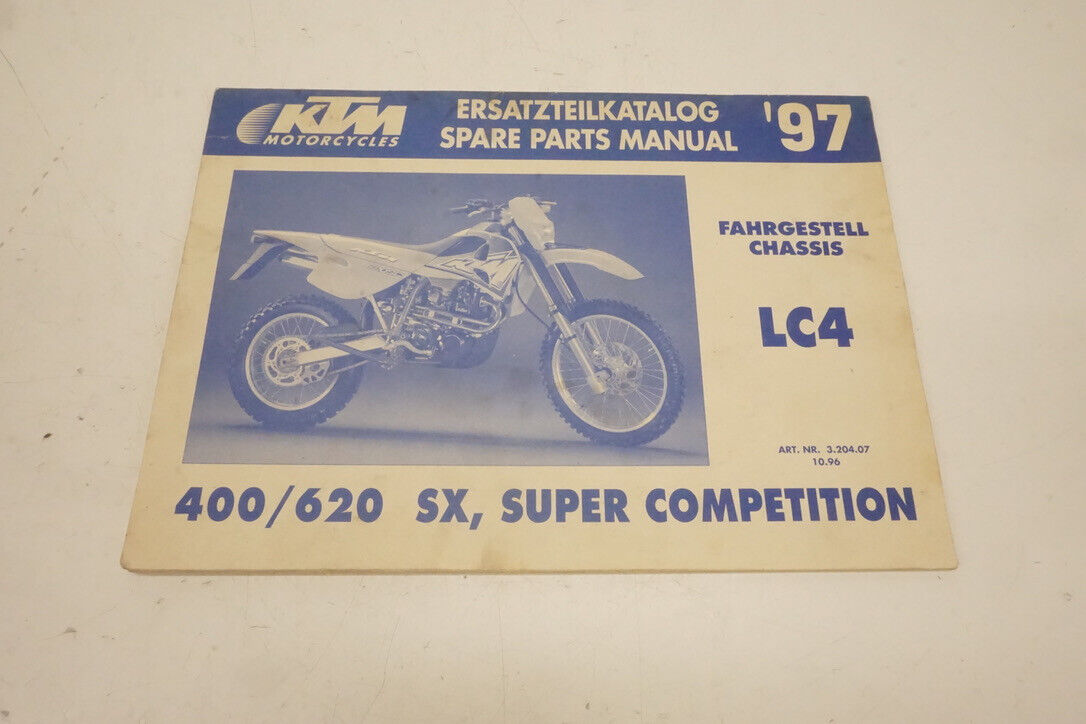 KTM
MOTORCYCLES
ERSATZTEILKATALOG
SPARE PARTS MANUAL
'97
FAHRGESTELL
CHASSIS
LC4
ART. NR. 3.204.07
10.96
400/620 SX, SUPER COMPETITION